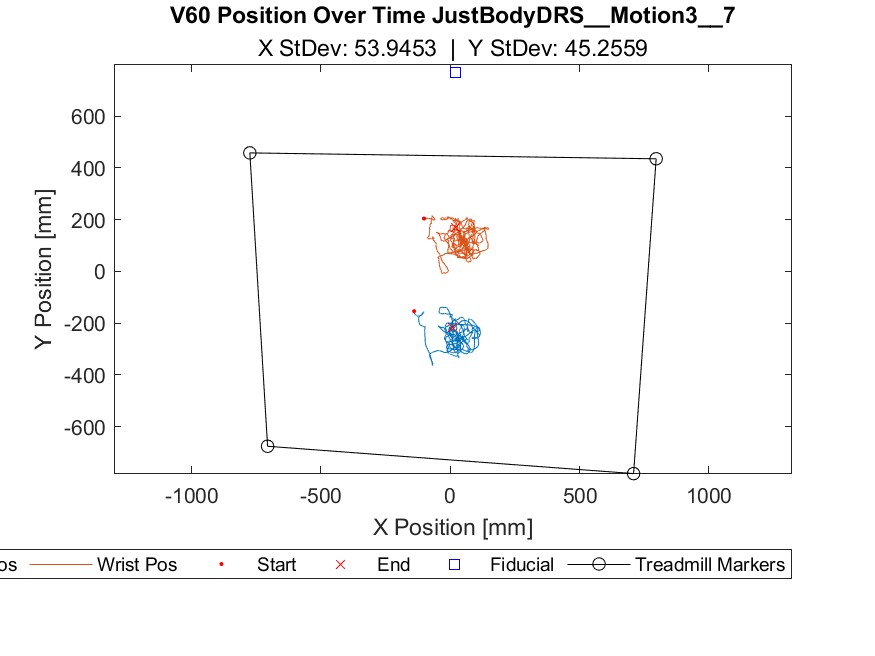 V60 Position Over Time JustBodyDRS__Motion3__7
X StDev: 53.9453 | Y StDev: 45.2559
600
400
200
0
-200
-400
-600
Y Position [mm]
-1000 -500 0 500 1000
X Position [mm]
os Wrist Pos Start End Fiducial Treadmill Markers